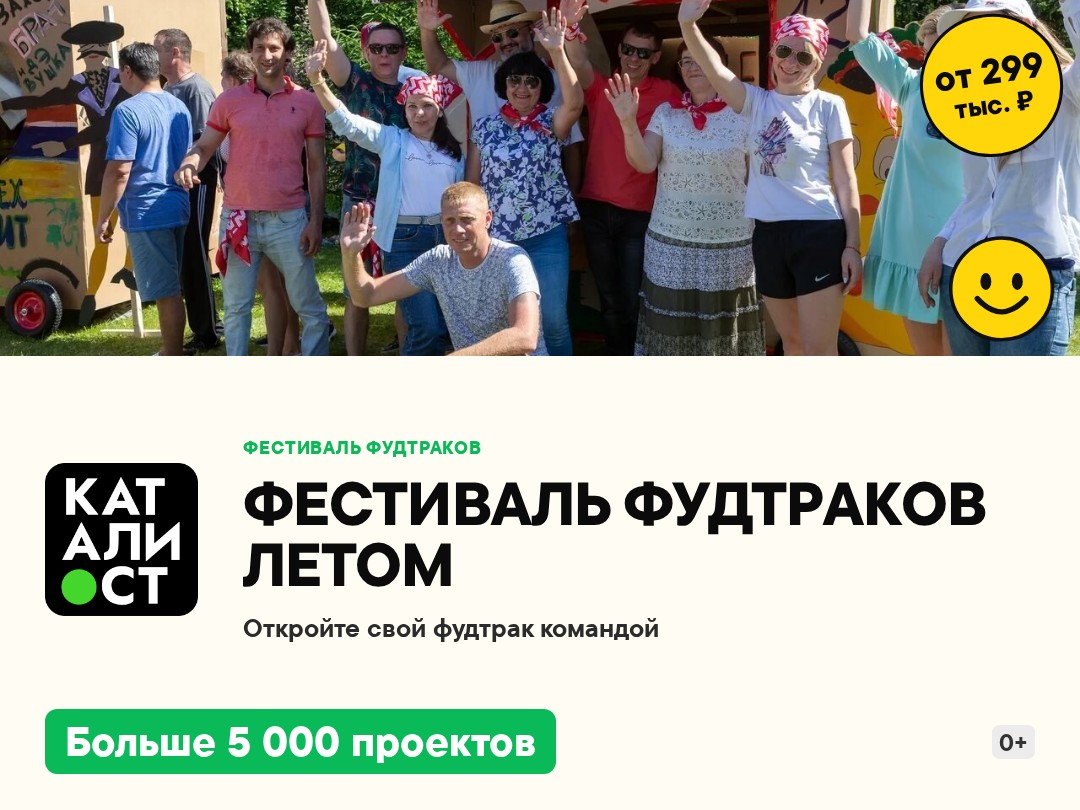 БРАТ
ОТ 299
ТЫС. ₽
ФЕСТИВАЛЬ ФУДТРАКОВ
ФЕСТИВАЛЬ ФУДТРАКОВ
ЛЕТОМ
КАТ
АЛИ
СТ
Откройте свой фудтрак командой
Больше 5 000 проектов
0+